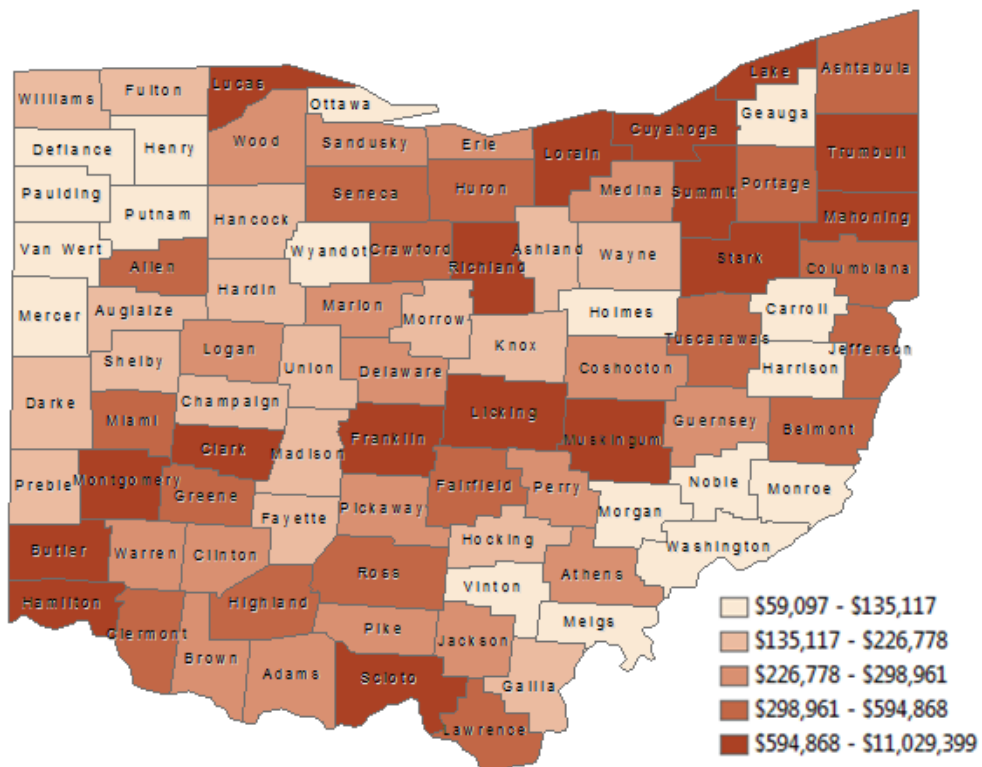 Williams
Fulton
Lucas
Ottawa
Lake
Ashtabula
Geauga
Cuyahoga
Defiance
Henry
Wood
Sandusky
Erie
Lorain
Trumbull
Paulding
Putnam
Seneca
Huron
Medina
Summit
Portage
Hancock
Mahoning
Van Wert
Allen
Wyandot
Crawford
Richland
Ashland
Wayne
Stark
Columbiana
Mercer
Auglaize
Hardin
Marion
Morrow
Holmes
Carroll
Tuscarawas
Jefferson
Shelby
Logan
Union
Delaware
Knox
Coshocton
Harrison
Darke
Miami
Champaign
Licking
Guernsey
Belmont
Clark
Madison
Franklin
Muskingum
Preble
Montgomery
Greene
Fayette
Pickaway
Fairfield
Perry
Morgan
Noble
Monroe
Butler
Warren
Clinton
Hocking
Washington
Ross
Vinton
Athens
Hamilton
Highland
Meigs
Clermont
Brown
Pike
Jackson
Adams
Scioto
Gallia
Lawrence
$59,097 - $135,117
$135,117 - $226,778
$226,778 - $298,961
$298,961 - $594,868
$594,868 - $11,029,399